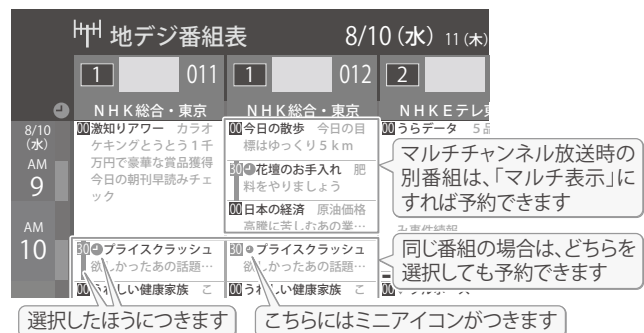 地デジ番組表 8/10(水) 11(木)
1 011 1 012 2
NHK総合・東京 NHK総合・東京 NHKEテレ東
8/10
(水)
AM
9
AM
10
00激知りアワー カラオ
ケキングとうとう1千
万円で豪華な賞品獲得
今日の朝刊早読みチェ
ック
30プライスクラッシュ
欲しかったあの話題…
00うれしい健康家族 こ
00今日の散歩 今日の目
標はゆっくり5km
30花壇のお手入れ 肥
料をやりましょう
00日本の経済 原油価格
高騰に苦しむあの業…
30プライスクラッシュ
欲しかったあの話題…
00うれしい健康家族 こ
00うらデータ 5品
マルチチャンネル放送時の
別番組は、「マルチ表示」に
すれば予約できます
同じ番組の場合は、どちらを
選択しても予約できます
選択したほうにつきます
こちらにはミニアイコンがつきます